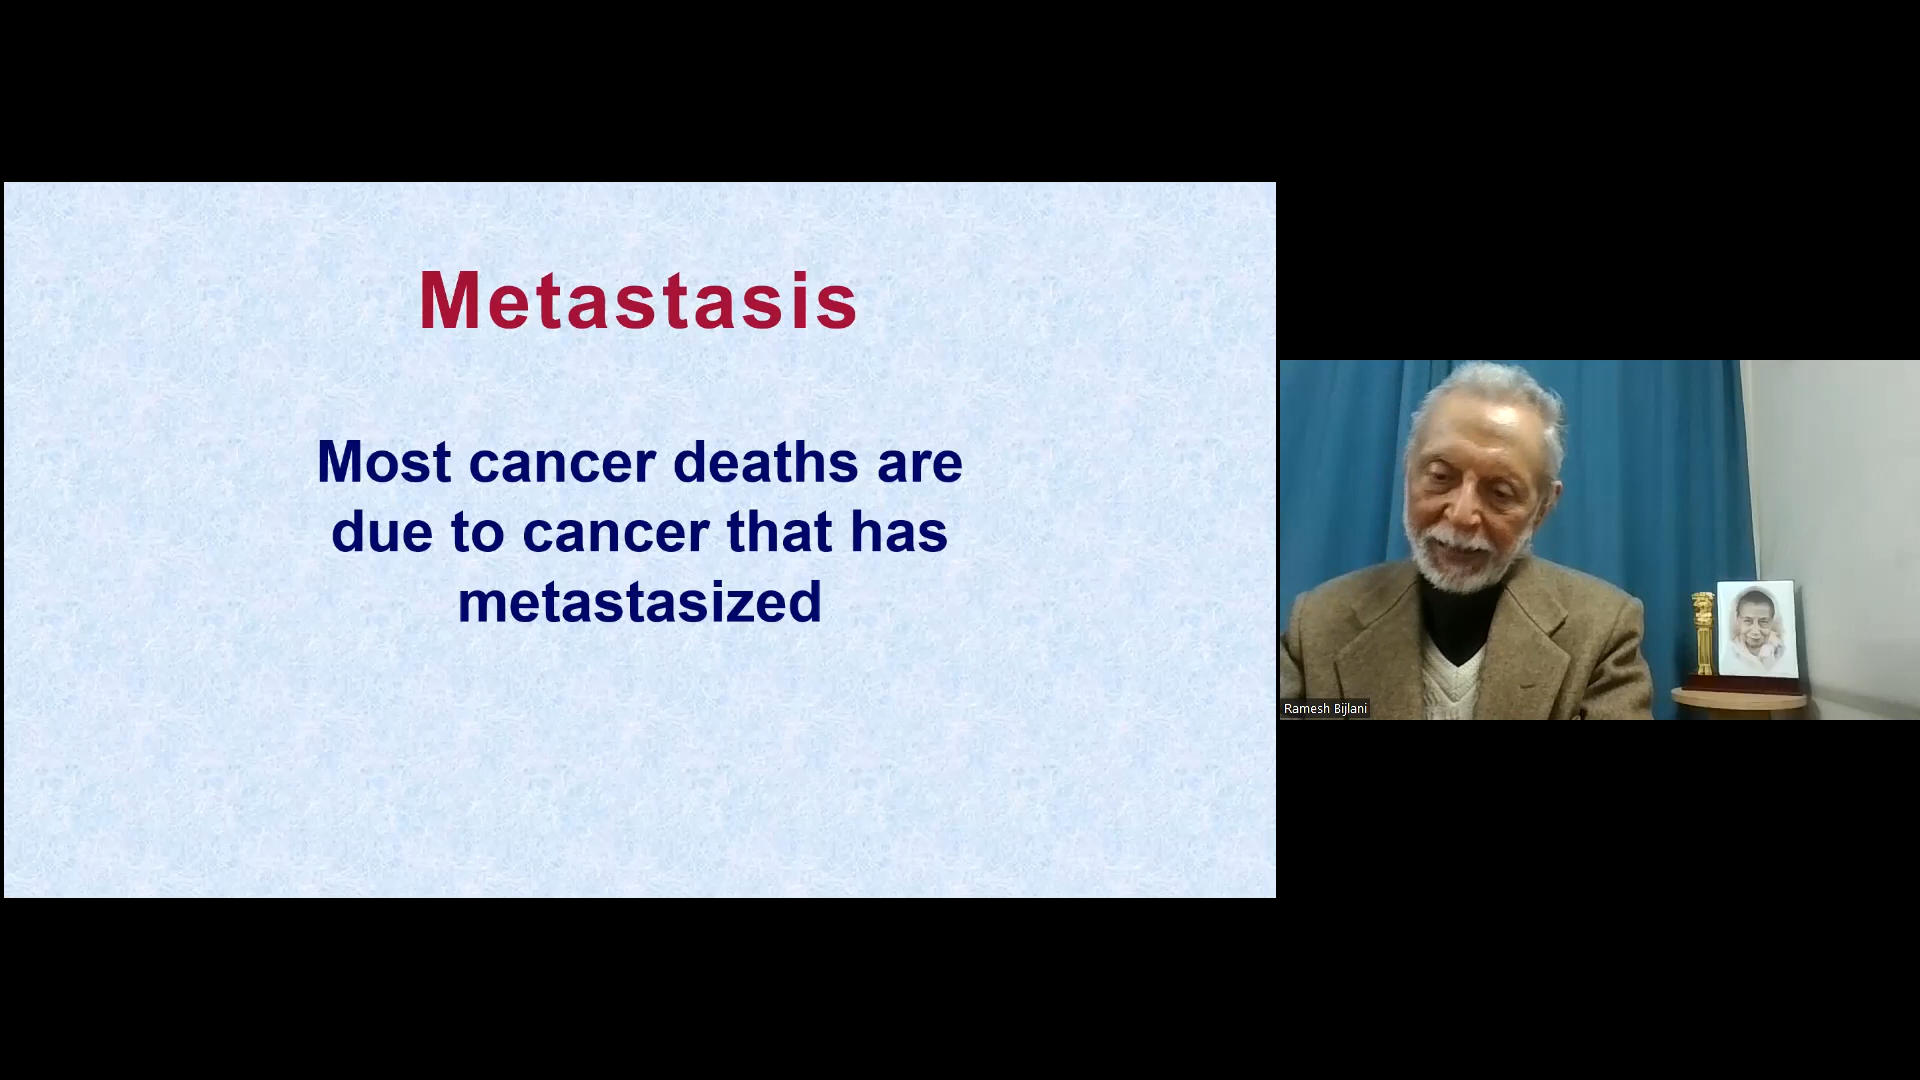 Metastasis
Most cancer deaths are
due to cancer that has
metastasized
Ramesh Bijlani